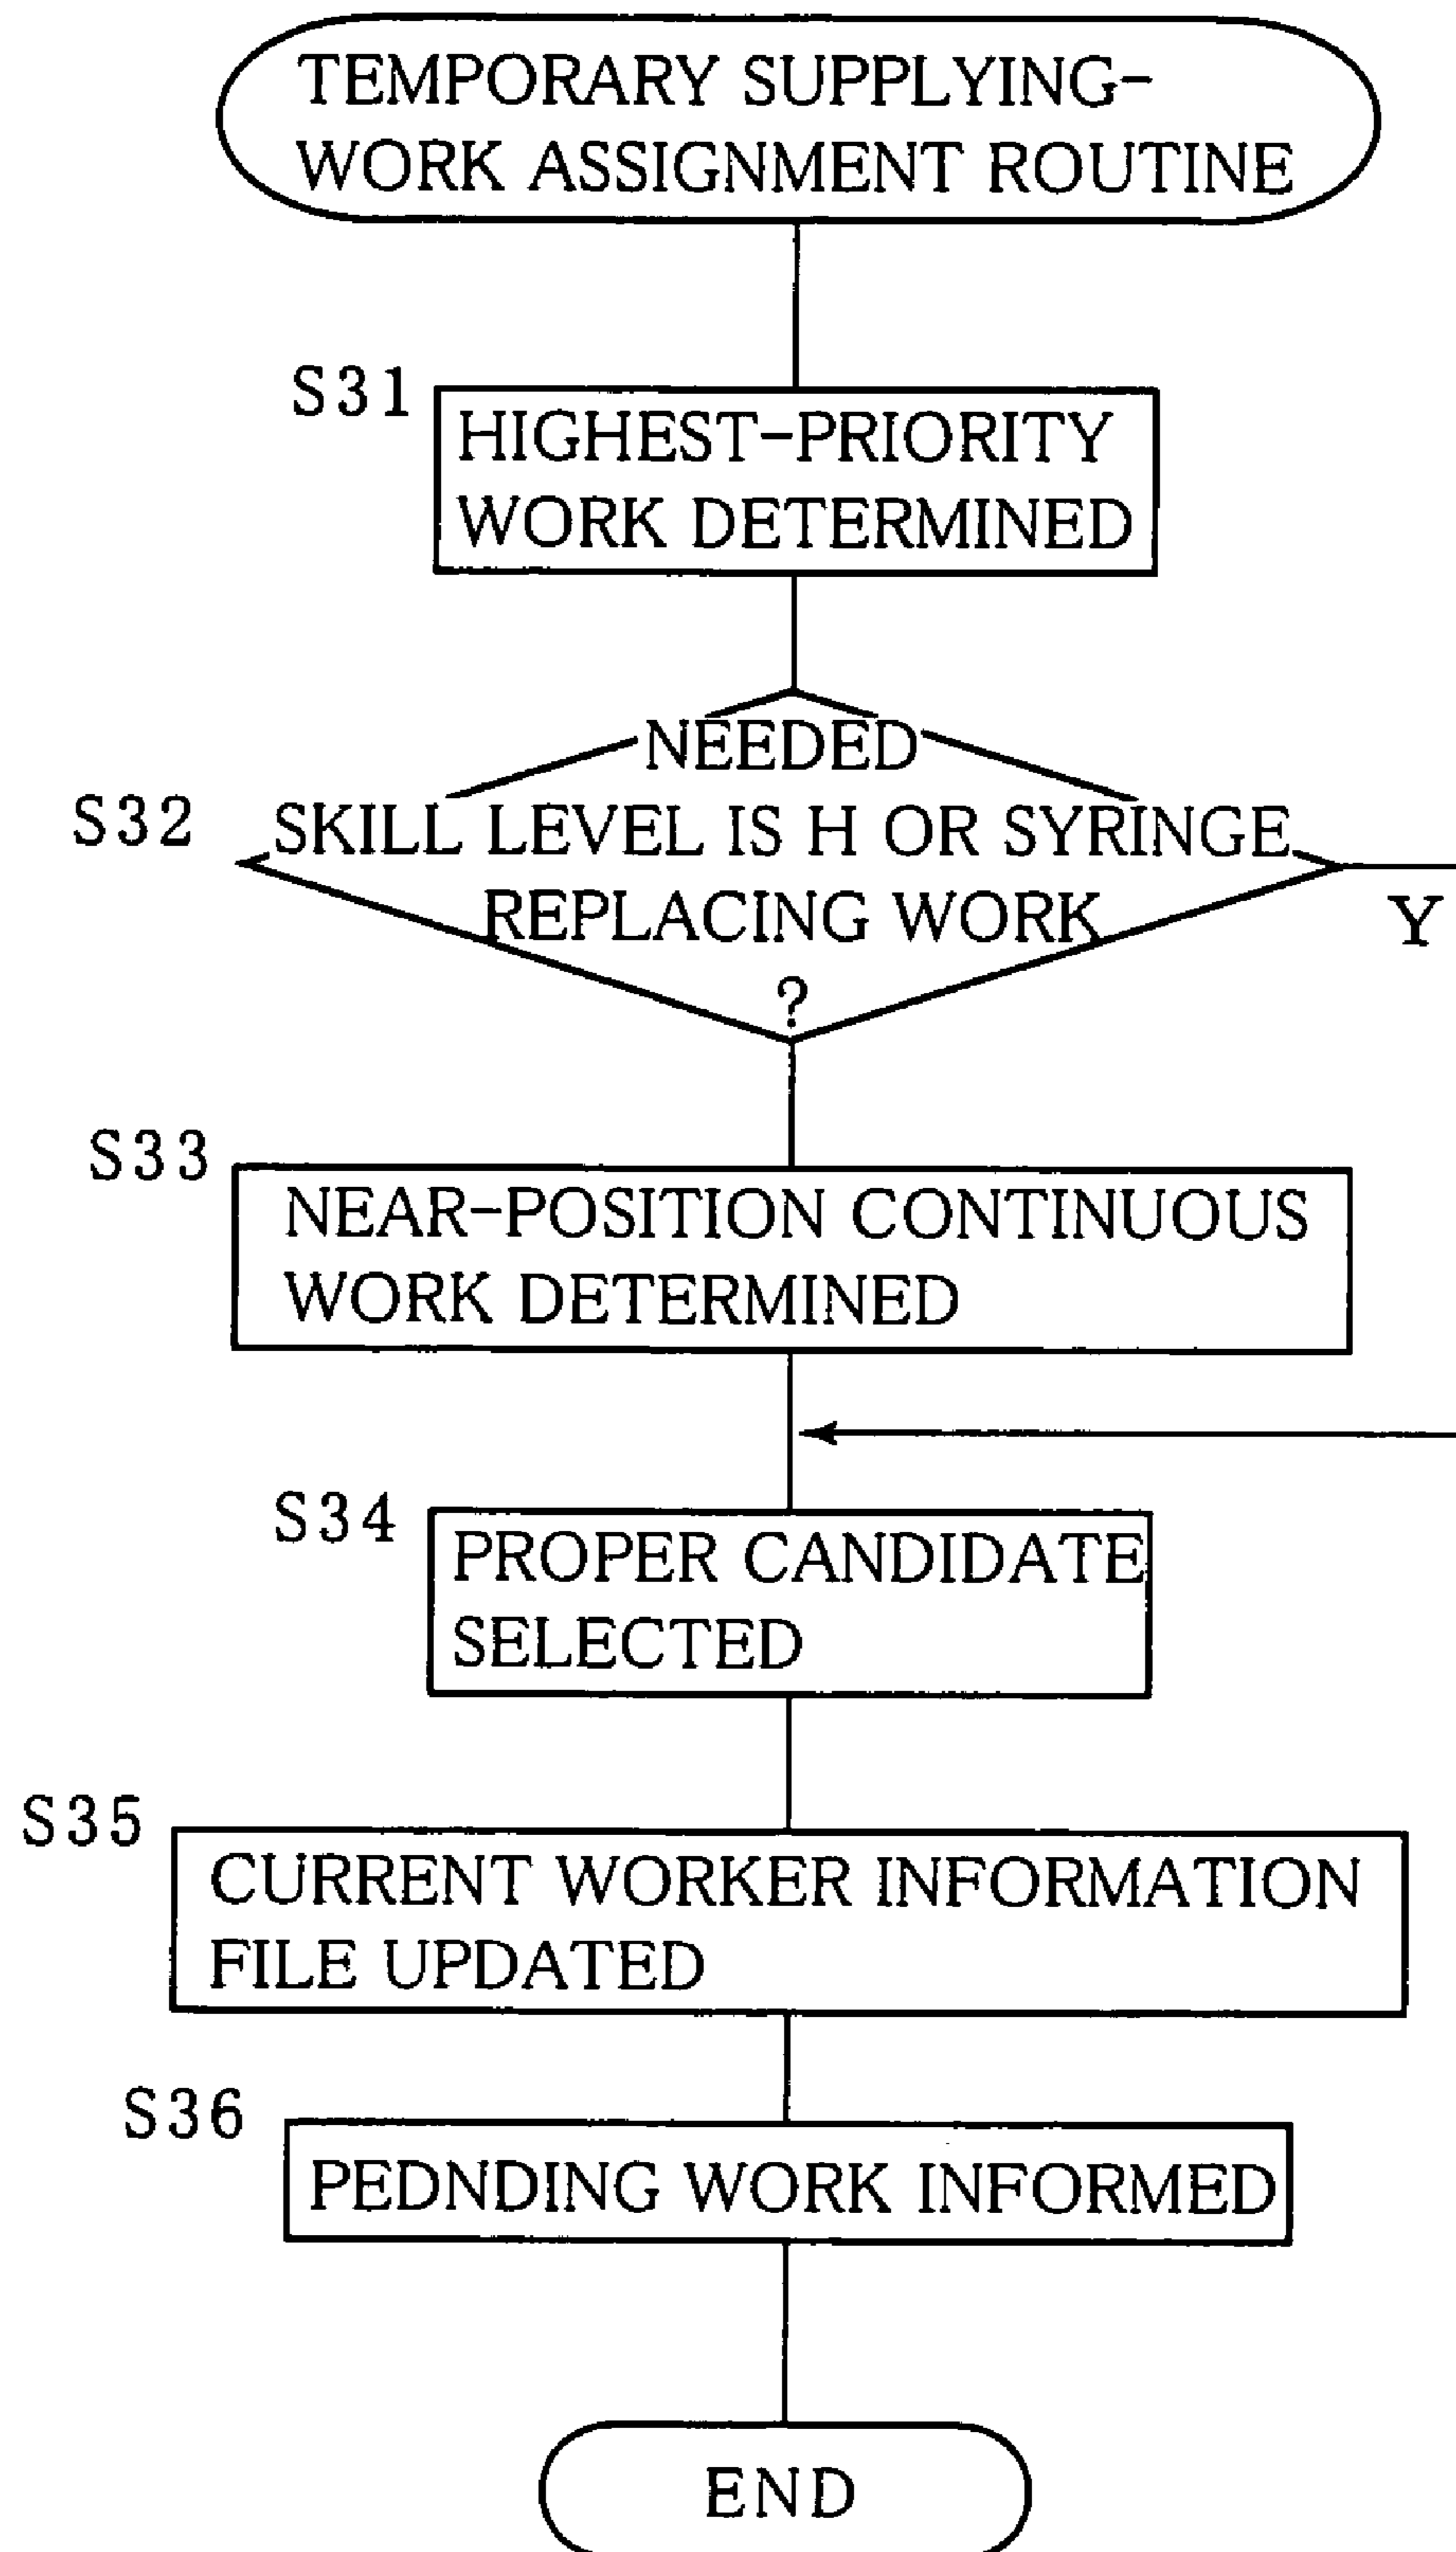 TEMPORARY SUPPLYING-
WORK ASSIGNMENT ROUTINE
S31
HIGHEST-PRIORITY
WORK DETERMINED
S32
NEEDED
SKILL LEVEL IS H OR SYRINGE
REPLACING WORK
?
Y
S33
NEAR-POSITION CONTINUOUS
WORK DETERMINED
S34
PROPER CANDIDATE
SELECTED
S35
CURRENT WORKER INFORMATION
FILE UPDATED
S36
PEDNDING WORK INFORMED
END